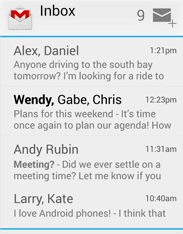 Inbox 9
Alex, Daniel 1:21pm
Anyone driving to the south bay
tomorrow? I'm looking for a ride to
Wendy, Gabe, Chris 12:23pm
Plans for this weekend - It's time
once again to plan our agenda! How
Andy Rubin 11:31am
Meeting? - Did we ever settle on a
meeting time? Let me know if you
Larry, Kate 10:40am
I love Android phones! - I think that